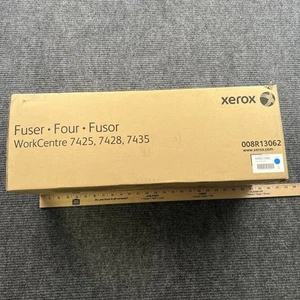 xerox
Fuser • Four • Fusor
WorkCentre 7425, 7428, 7435
008R13062
www.xerox.com